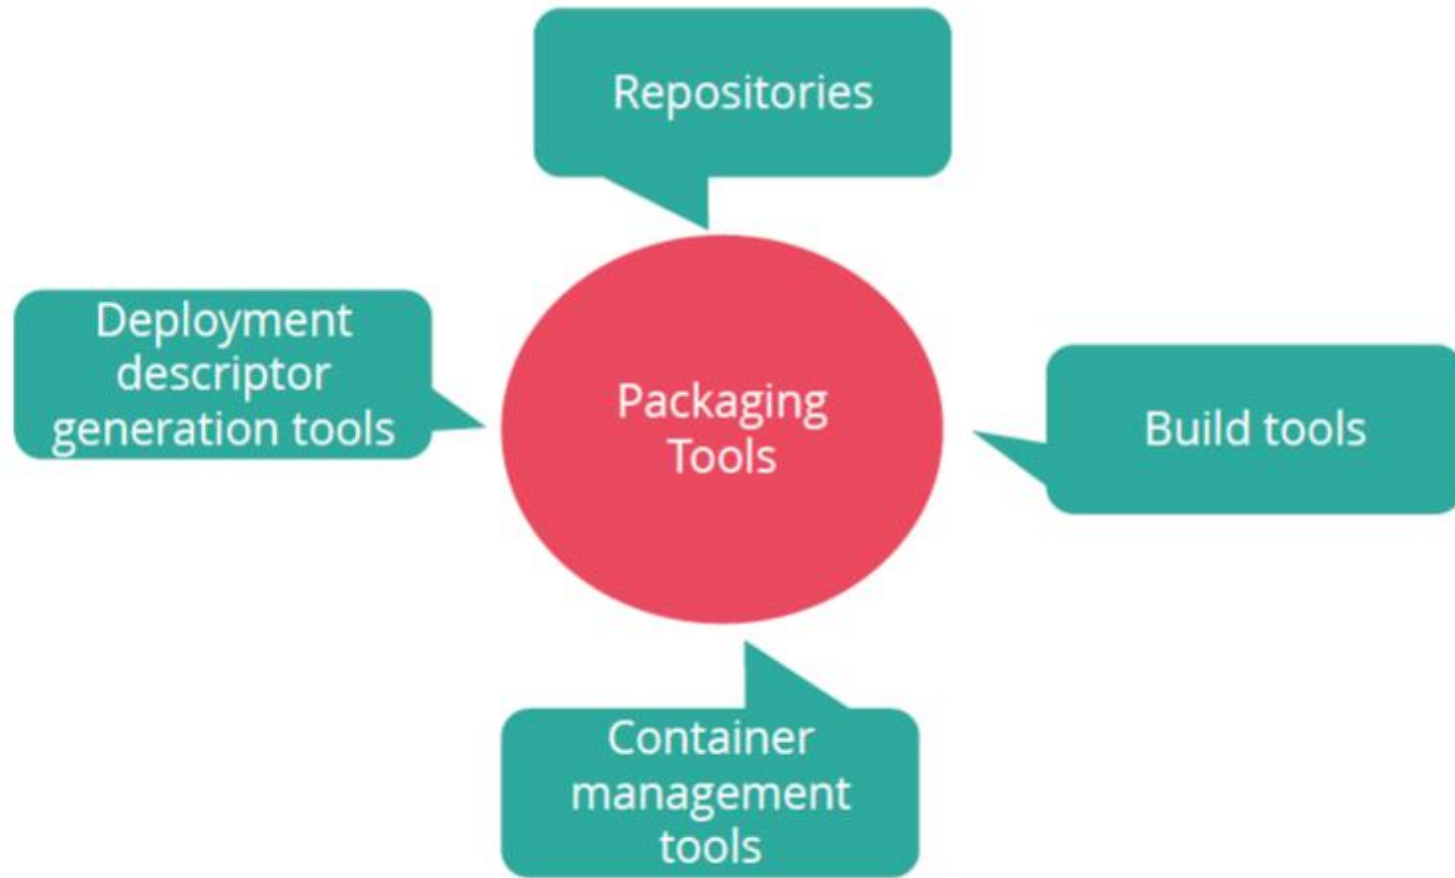 Repositories
Deployment
descriptor
generation tools
Packaging
Tools
Build tools
Container
management
tools